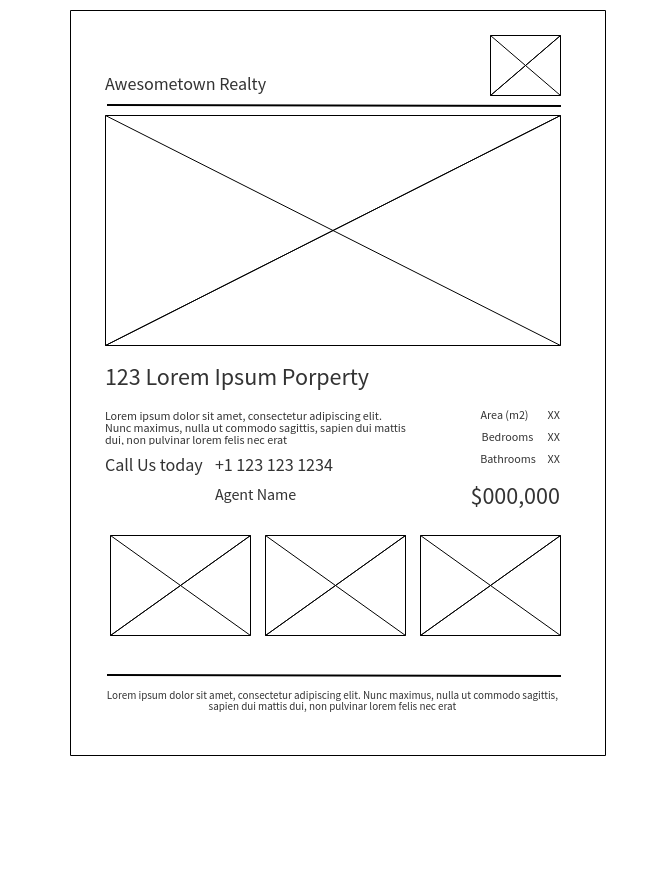 Awesometown Realty
123 Lorem Ipsum Porperty
Lorem ipsum dolor sit amet, consectetur adipiscing elit.
Nunc maximus, nulla ut commodo sagittis, sapien dui mattis
dui, non pulvinar lorem felis nec erat
Call Us today +1 123 123 1234
Agent Name
Area (m2) XX
Bedrooms XX
Bathrooms XX
$000,000
Lorem ipsum dolor sit amet, consectetur adipiscing elit. Nunc maximus, nulla ut commodo sagittis,
sapien dui mattis dui, non pulvinar lorem felis nec erat